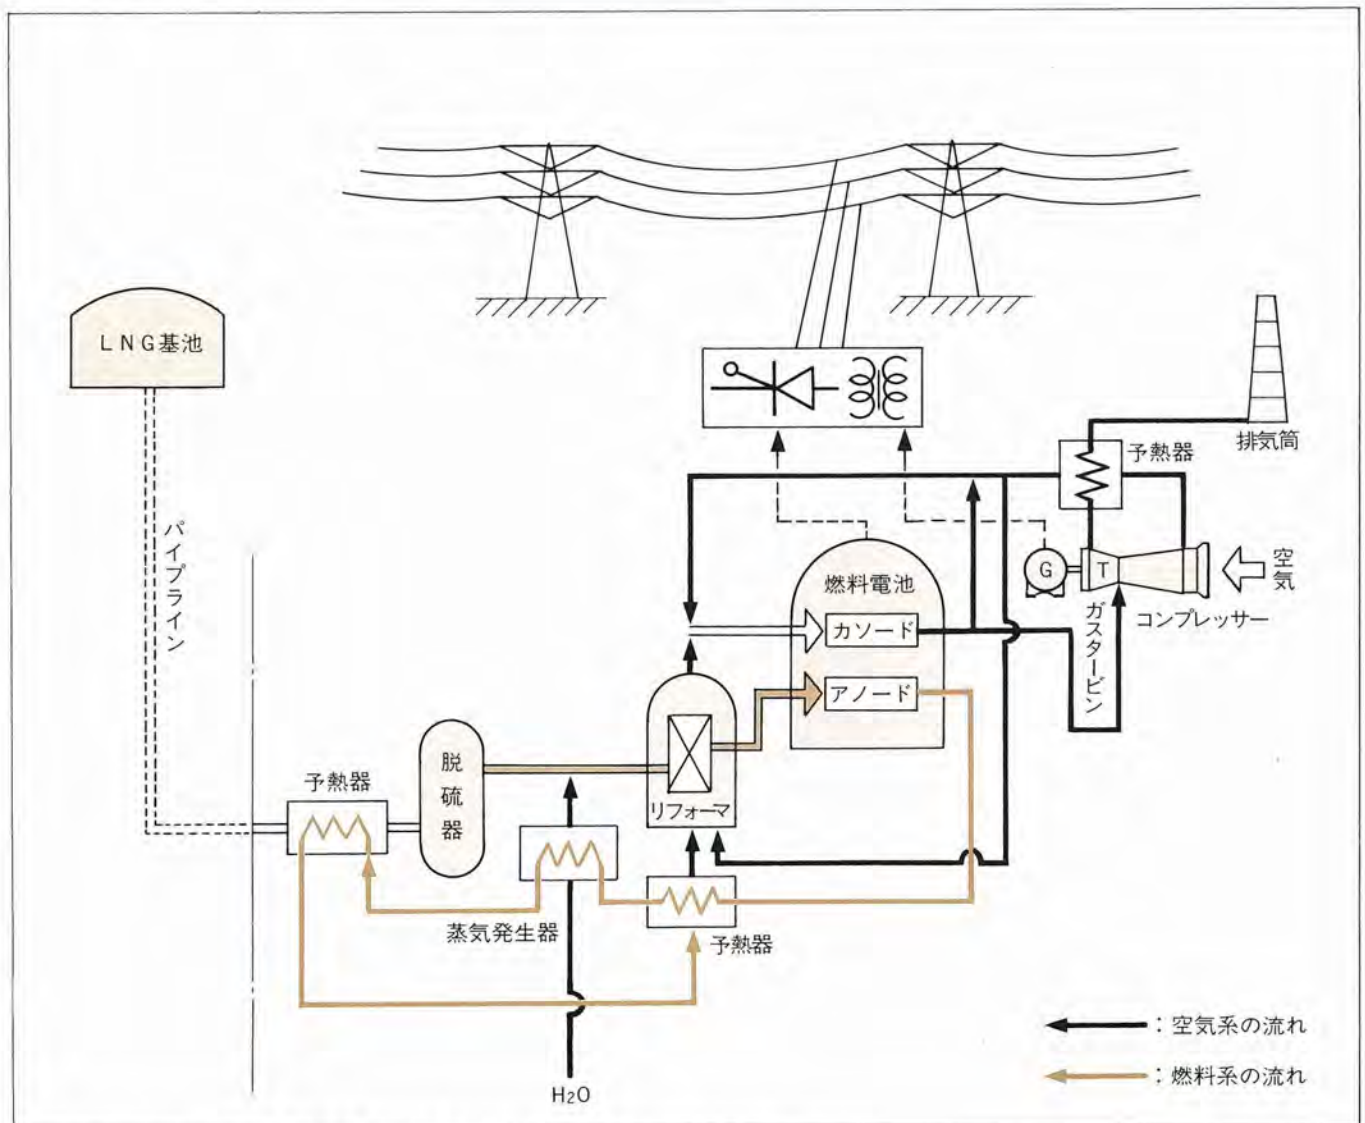 LNG基池
パイプライン
予熱器
脱硫器
蒸気発生器
H2O
リフォーマ
予熱器
燃料電池
カソード
アノード
予熱器
排気筒
G
T
ガスタービン
コンプレッサー
空気
：空気系の流れ
：燃料系の流れ